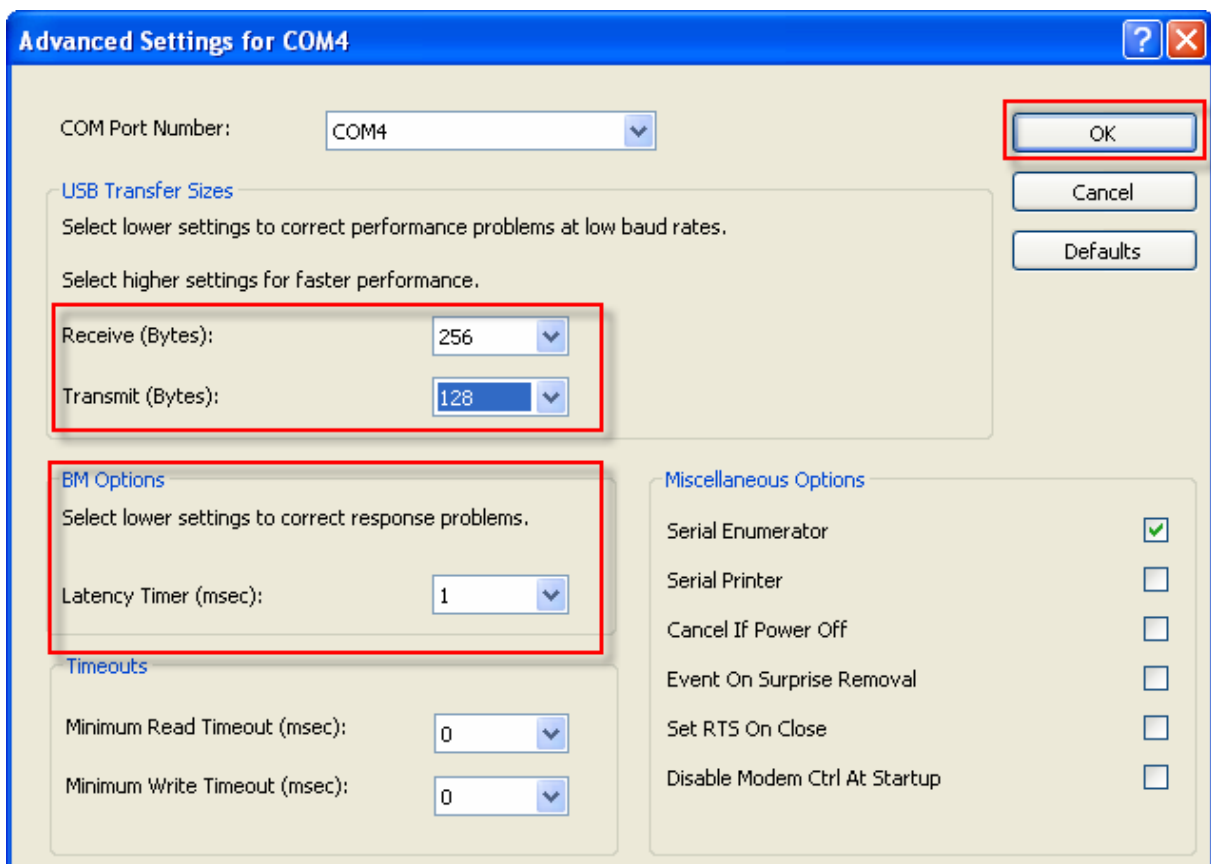 Advanced Settings for COM4
COM Port Number:
COM4
OK
USB Transfer Sizes
Cancel
Select lower settings to correct performance problems at low baud rates.
Defaults
Select higher settings for faster performance.
Receive (Bytes):
256
Transmit (Bytes):
128
BM Options
Select lower settings to correct response problems.
Latency Timer (msec):
1
Timeouts
Minimum Read Timeout (msec):
0
Minimum Write Timeout (msec):
0
Miscellaneous Options
Serial Enumerator
Serial Printer
Cancel If Power Off
Event On Surprise Removal
Set RTS On Close
Disable Modem Ctrl At Startup